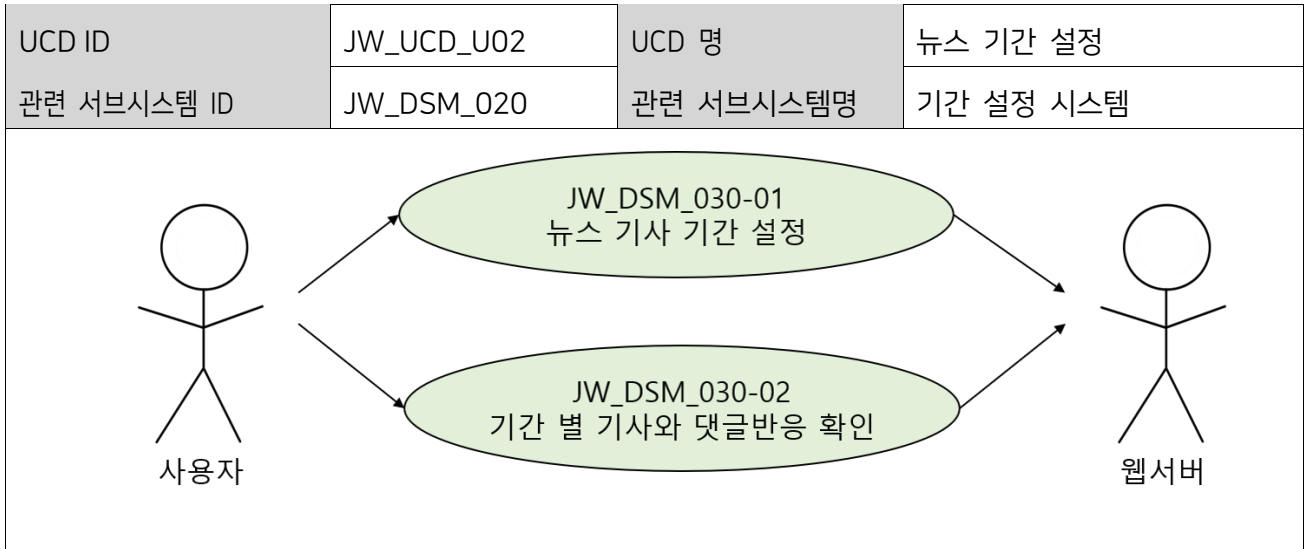 UCD ID JW_UCD_U02 UCD 명 뉴스 기간 설정
관련 서브시스템 ID JW_DSM_020 관련 서브시스템명 기간 설정 시스템
JW_DSM_030-01
뉴스 기사 기간 설정
JW_DSM_030-02
기간 별 기사와 댓글반응 확인
사용자
웹서버